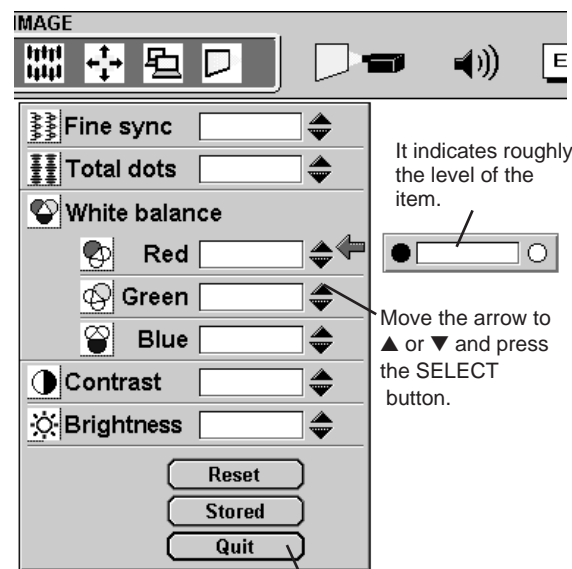 IMAGE
E
Fine sync
Total dots
White balance
Red
Green
Blue
Contrast
Brightness
Reset
Stored
Quit
It indicates roughly
the level of the
item.
Move the arrow to
▲ or ▼ and press
the SELECT
button.